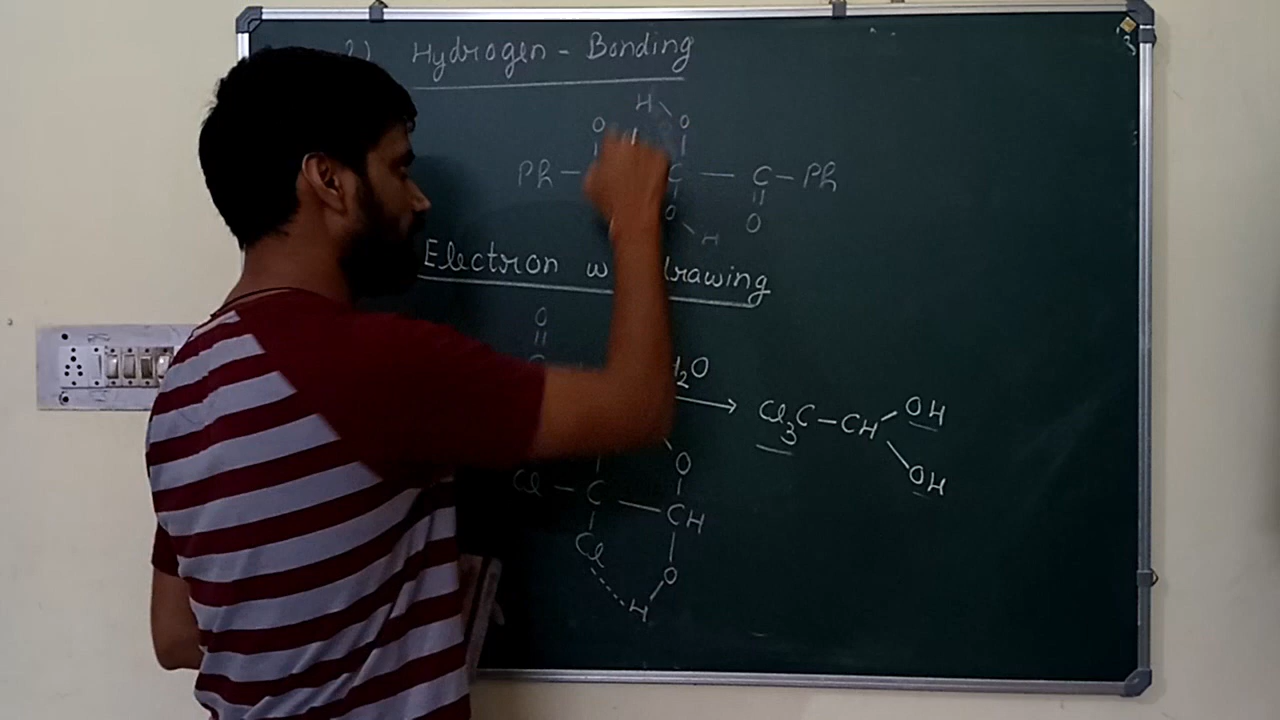 2) Hydrogen - Bonding
H
O O
Ph — C — C — Ph
O O
H
Electron drawing
O
H2O
Cl3C — CH OH
OH
O
Cl — C — CH
Cl O
H